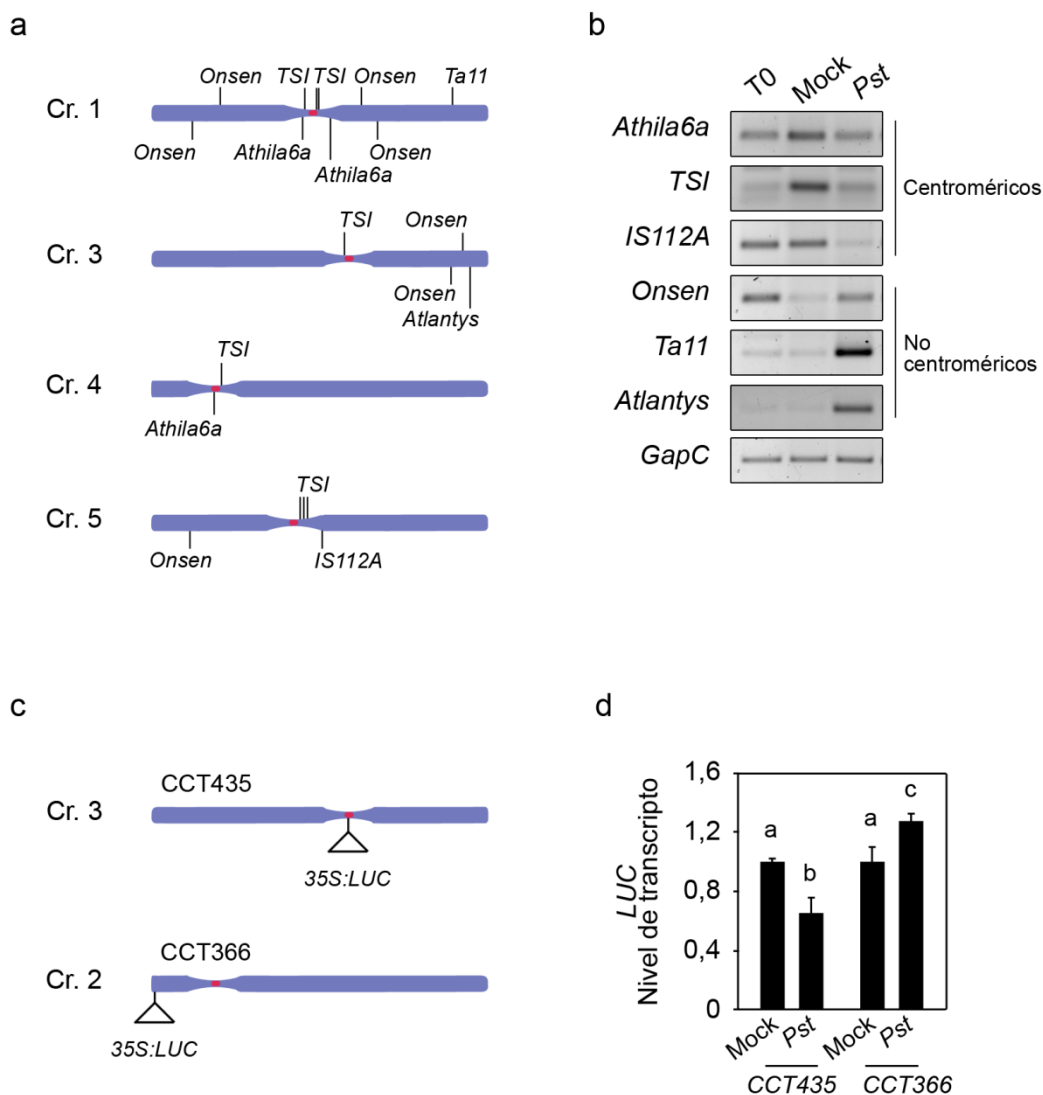 a
Onsen TSI TSI Onsen Ta11
Cr. 1
Onsen Athila6a Onsen
Athila6a
TSI Onsen
Cr. 3
Onsen
Atlantys
TSI
Cr. 4
Athila6a
TSI
Cr. 5
Onsen IS112A
b
T0 Mock Pst
Athila6a
TSI
IS112A
Onsen
Ta11
Atlantys
GapC
Centroméricos
No
centroméricos
c
CCT435
Cr. 3
35S:LUC
CCT366
Cr. 2
35S:LUC
d
LUC
Nivel de transcripto
1,6
1,2
0,8
0,4
0
a b a c
Mock Pst Mock Pst
CCT435 CCT366